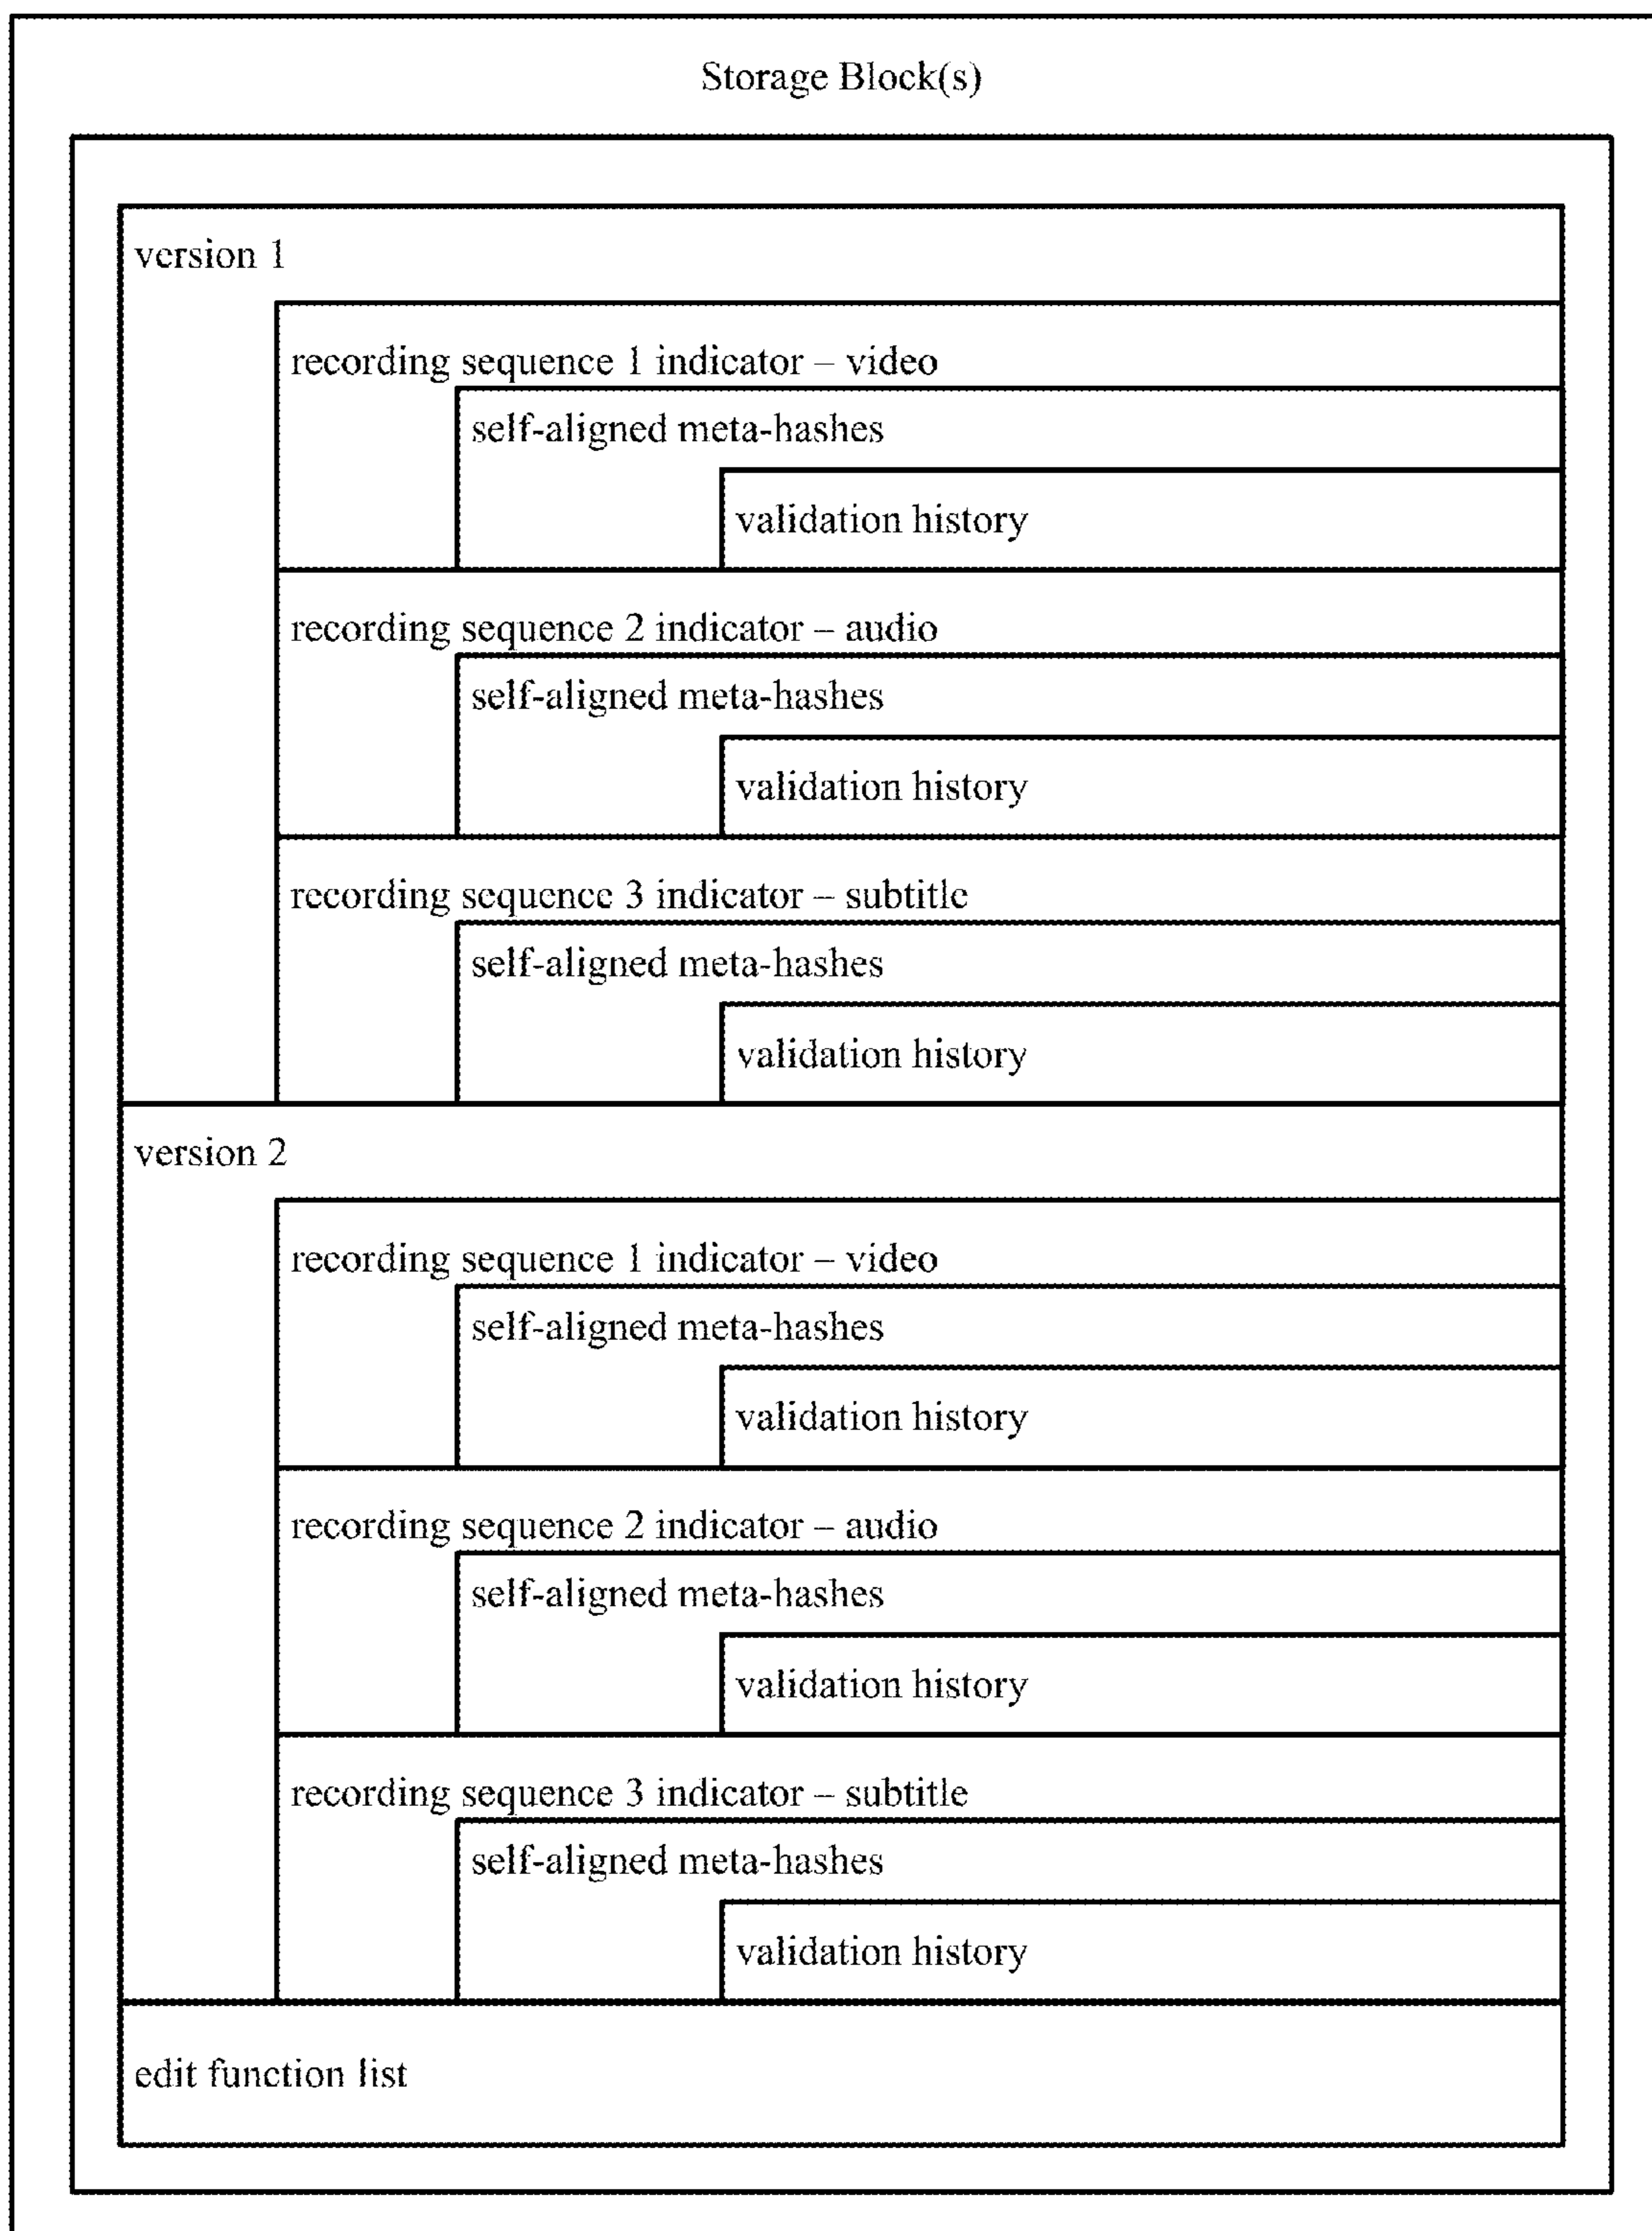 Storage Block(s)
version 1
recording sequence 1 indicator – video
self-aligned meta-hashes
validation history
recording sequence 2 indicator – audio
self-aligned meta-hashes
validation history
recording sequence 3 indicator – subtitle
self-aligned meta-hashes
validation history
version 2
recording sequence 1 indicator – video
self-aligned meta-hashes
validation history
recording sequence 2 indicator – audio
self-aligned meta-hashes
validation history
recording sequence 3 indicator – subtitle
self-aligned meta-hashes
validation history
edit function list